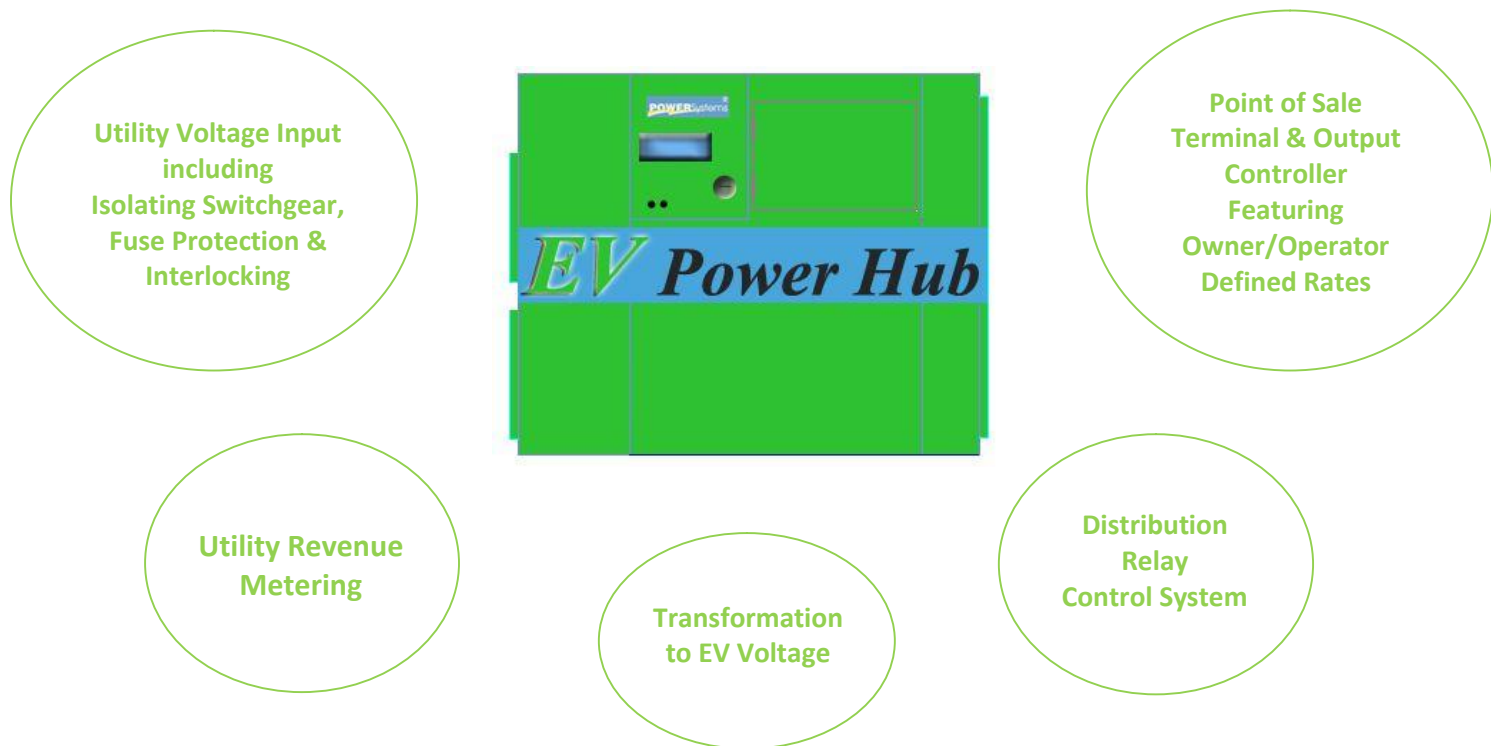 Utility Voltage Input
including
Isolating Switchgear,
Fuse Protection &
Interlocking
POWERSystems®
EV Power Hub
Point of Sale
Terminal & Output
Controller
Featuring
Owner/Operator
Defined Rates
Utility Revenue
Metering
Transformation
to EV Voltage
Distribution
Relay
Control System